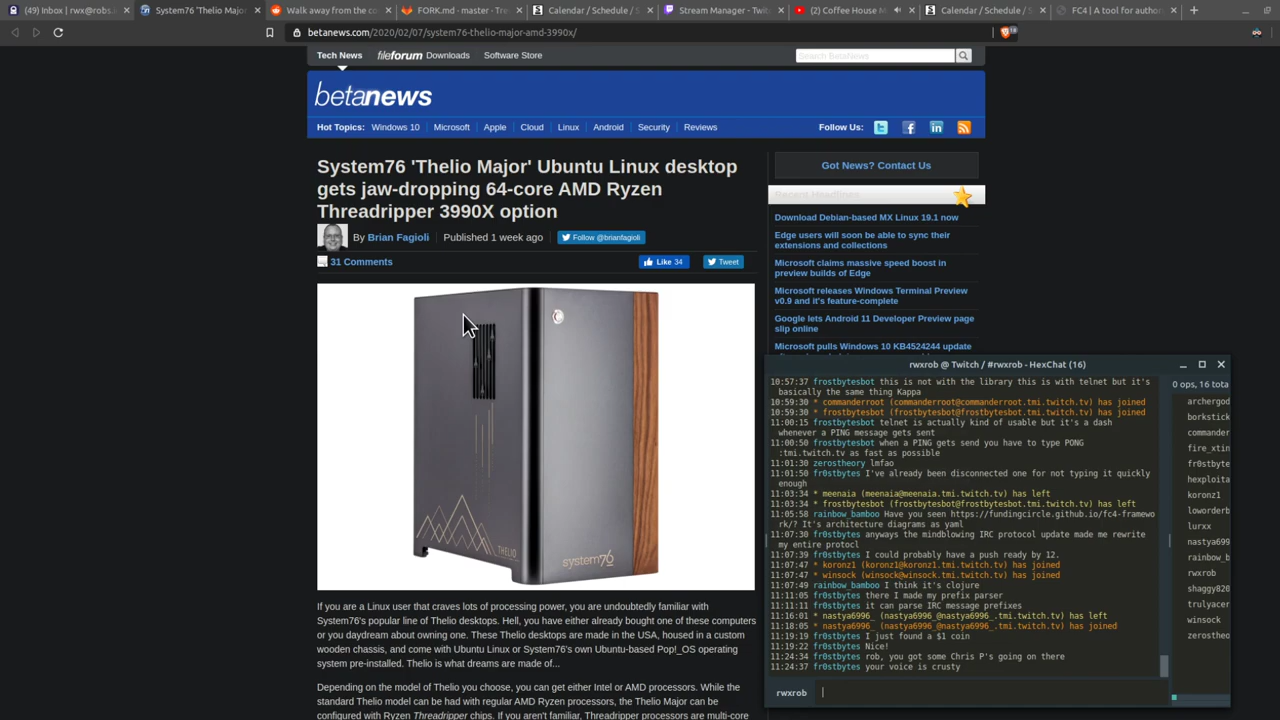 (49) Inbox | rwx@robs.i
System76 'Thelio Major'
Walk away from the co
FORK.md - master - Tre
Calendar / Schedule / S
Stream Manager - Twitc
(2) Coffee House M
Calendar / Schedule / S
FC4 | A tool for author
betanews.com/2020/02/07/system76-thelio-major-amd-3990x/
18
Tech News
fileforum Downloads
Software Store
Search BetaNews
betanews
Hot Topics: Windows 10 Microsoft Apple Cloud Linux Android Security Reviews
Follow Us:
System76 'Thelio Major' Ubuntu Linux desktop
gets jaw-dropping 64-core AMD Ryzen
Threadripper 3990X option
By Brian Fagioli Published 1 week ago
Follow @brianfagioli
31 Comments
Like 34
Tweet
THELIO
system76
If you are a Linux user that craves lots of processing power, you are undoubtedly familiar with
System76's popular line of Thelio desktops. Hell, you have either already bought one of these computers
or you daydream about owning one. These Thelio desktops are made in the USA, housed in a custom
wooden chassis, and come with Ubuntu Linux or System76's own Ubuntu-based Pop!_OS operating
system pre-installed. Thelio is what dreams are made of...
Depending on the model of Thelio you choose, you can get either Intel or AMD processors. While the
standard Thelio model can be had with regular AMD Ryzen processors, the Thelio Major can be
configured with Ryzen Threadripper chips. If you aren't familiar, Threadripper processors are multi-core
Got News? Contact Us
Recent Headlines
Download Debian-based MX Linux 19.1 now
Edge users will soon be able to sync their
extensions and collections
Microsoft claims massive speed boost in
preview builds of Edge
Microsoft releases Windows Terminal Preview
v0.9 and it's feature-complete
Google lets Android 11 Developer Preview page
slip online
Microsoft pulls Windows 10 KB4524244 update
rwxrob @ Twitch / #rwxrob - HexChat (16)
10:57:37 frostbytesbot this is not with the library this is with telnet but it's
basically the same thing Kappa
10:59:30 * commanderroot (commanderroot@commanderroot.tmi.twitch.tv) has joined
10:59:30 * frostbytesbot (frostbytesbot@frostbytesbot.tmi.twitch.tv) has joined
11:00:15 frostbytesbot telnet is actually kind of usable but it's a dash
whenever a PING message gets sent
11:00:50 frostbytesbot when a PING gets send you have to type PONG
:tmi.twitch.tv as fast as possible
11:01:30 zerostheory lmfao
11:01:50 fr0stbytes I've already been disconnected one for not typing it quickly
enough
11:03:34 * meenaia (meenaia@meenaia.tmi.twitch.tv) has left
11:03:34 * frostbytesbot (frostbytesbot@frostbytesbot.tmi.twitch.tv) has left
11:05:58 rainbow_bamboo Have you seen https://fundingcircle.github.io/fc4-framewo
rk/? It's architecture diagrams as yaml
11:07:30 fr0stbytes anyways the mindblowing IRC protocol update made me rewrite
my entire protocl
11:07:39 fr0stbytes I could probably have a push ready by 12.
11:07:47 * koronz1 (koronz1@koronz1.tmi.twitch.tv) has joined
11:07:47 * winsock (winsock@winsock.tmi.twitch.tv) has joined
11:07:49 rainbow_bamboo I think it's clojure
11:11:05 fr0stbytes there I made my prefix parser
11:11:11 fr0stbytes it can parse IRC message prefixes
11:16:01 * nastya6996_ (nastya6996_@nastya6996_.tmi.twitch.tv) has left
11:18:05 * nastya6996_ (nastya6996_@nastya6996_.tmi.twitch.tv) has joined
11:19:19 fr0stbytes I just found a $1 coin
11:19:22 fr0stbytes Nice!
11:24:34 fr0stbytes rob, you got some Chris P's going on there
11:24:37 fr0stbytes your voice is crusty
rwxrob
0 ops, 16 tota
archergod
borkstick
commander
fire_xtin
fr0stbyte
hexploita
koronz1
loworderb
lurxx
nastya699
rainbow_b
rwxrob
shaggy820
trulyacer
winsock
zerostheo